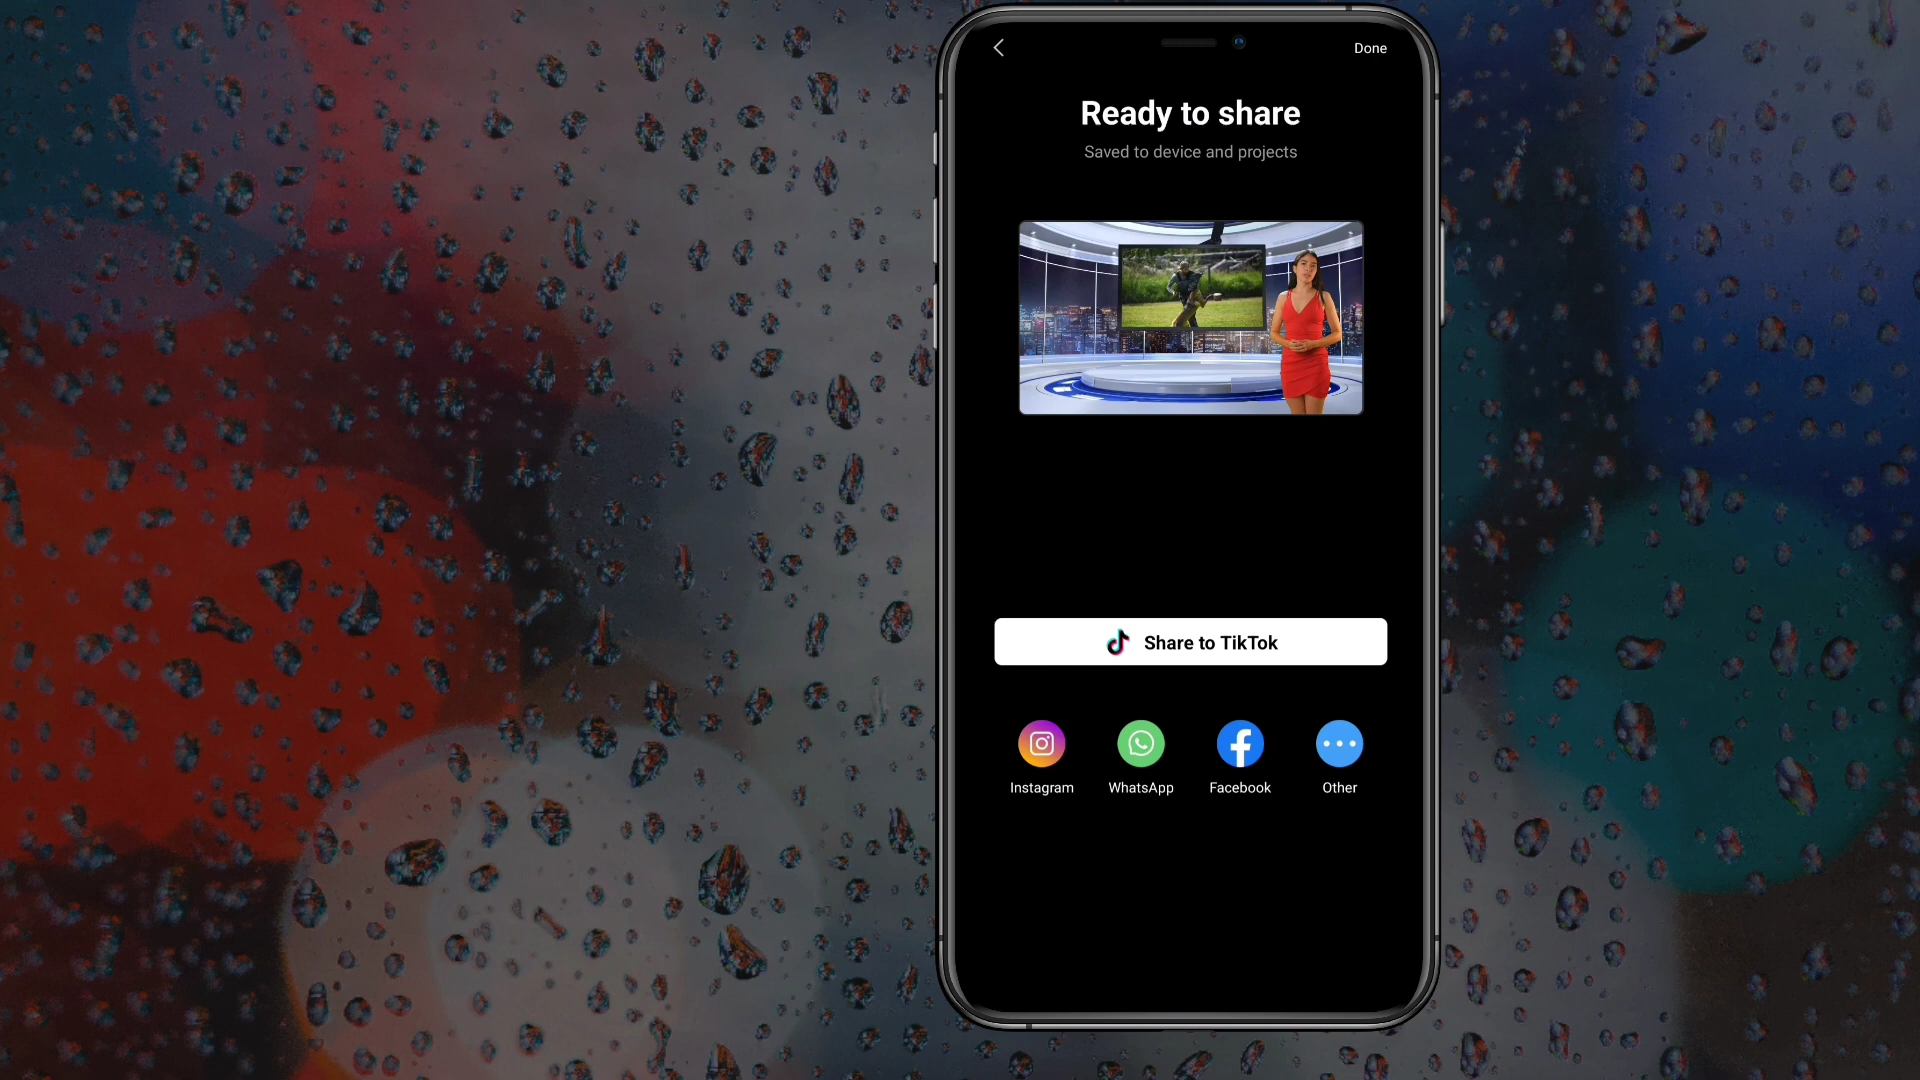 Done
Ready to share
Saved to device and projects
Share to TikTok
Instagram
WhatsApp
Facebook
Other